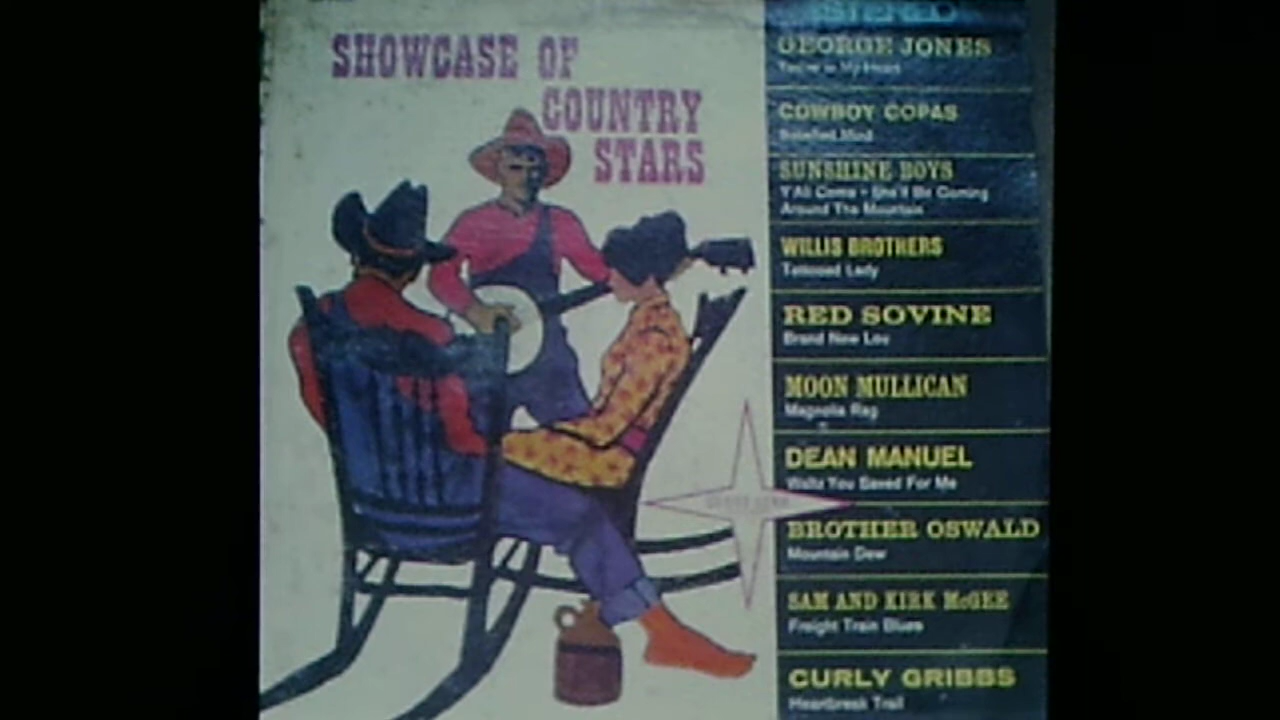 SHOWCASE OF
COUNTRY
STARS
STEREO
GEORGE JONES
You're in My Heart
COWBOY COPAS
Satisfied Mind
SUNSHINE BOYS
Y'All Come • She'll Be Coming
Around The Mountain
WILLIS BROTHERS
Tattooed Lady
RED SOVINE
Brand New Low
MOON MULLICAN
Magnolia Rag
DEAN MANUEL
Waltz You Saved For Me
BROTHER OSWALD
Mountain Dew
SAM AND KIRK McGEE
Freight Train Blues
CURLY GRIBBS
Heartbreak Trail